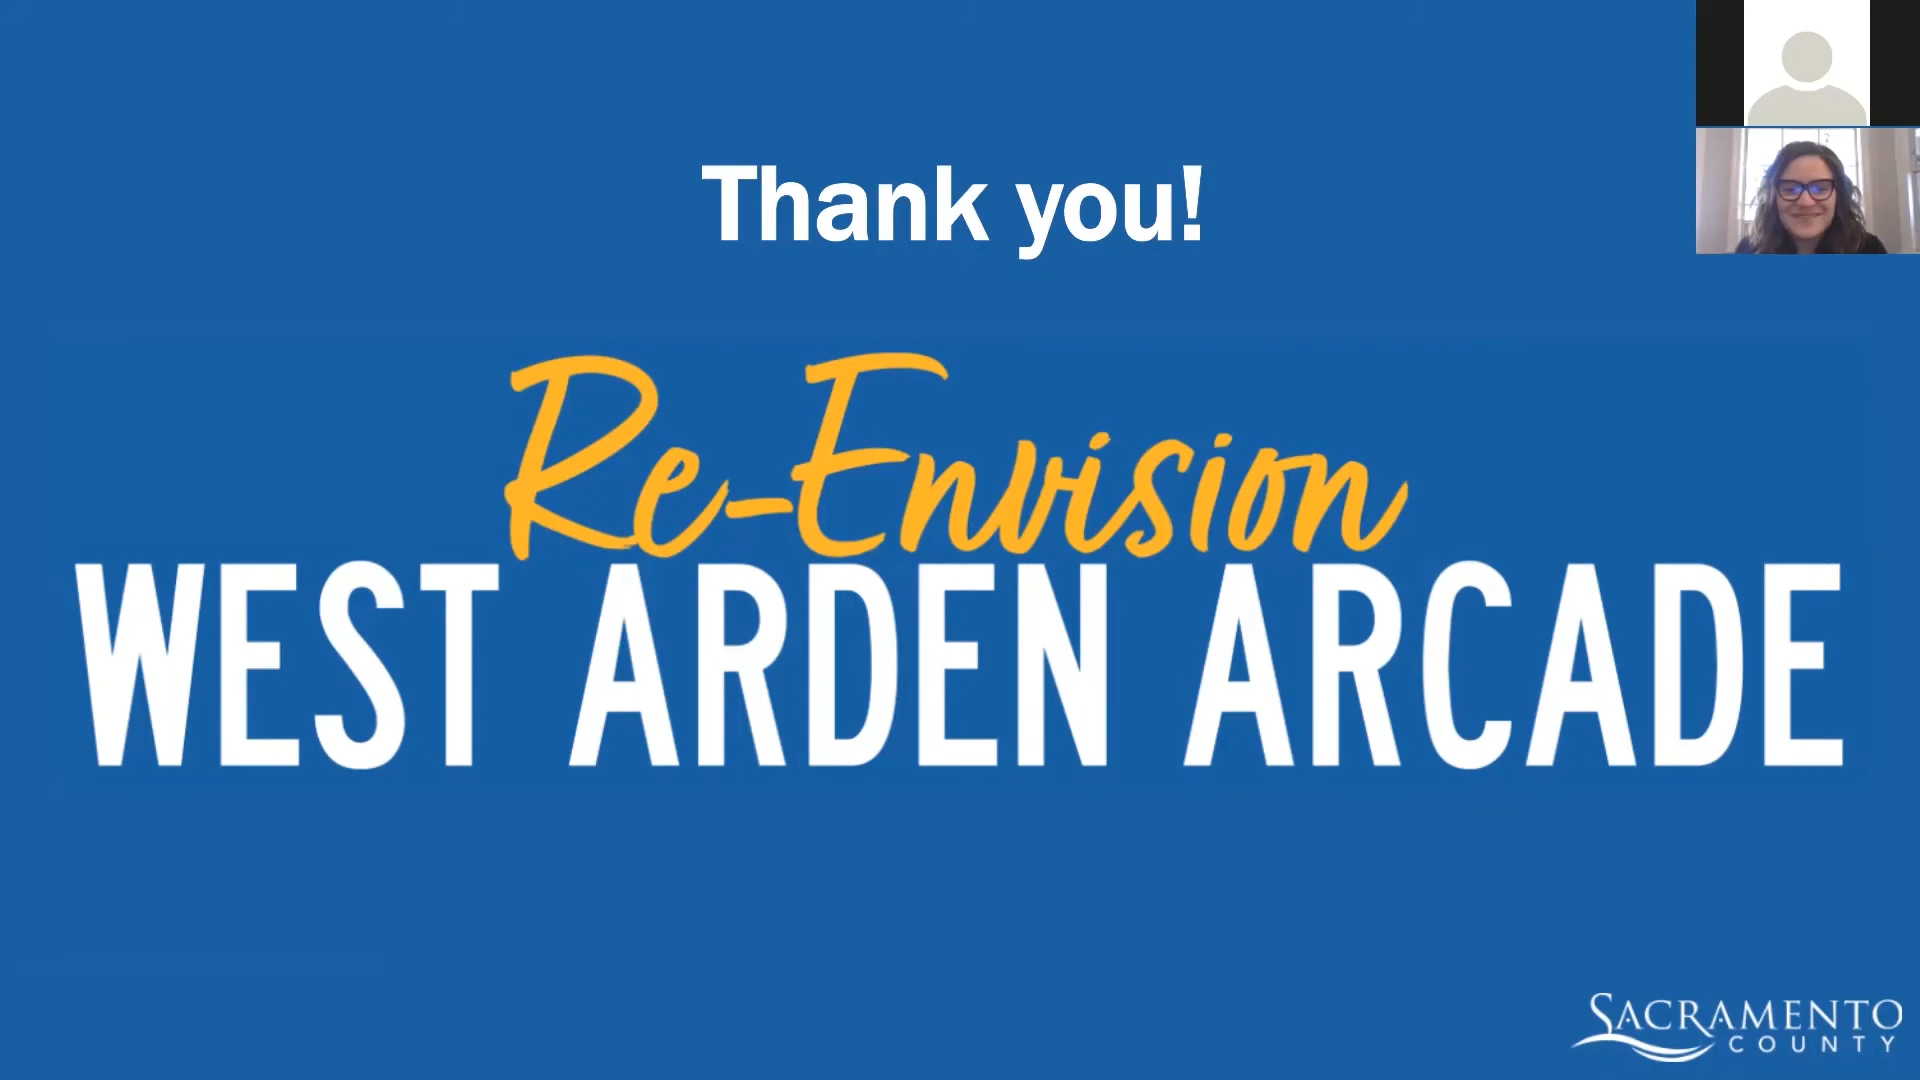 Thank you!
Re-Envision
WEST ARDEN ARCADE
SACRAMENTO
COUNTY